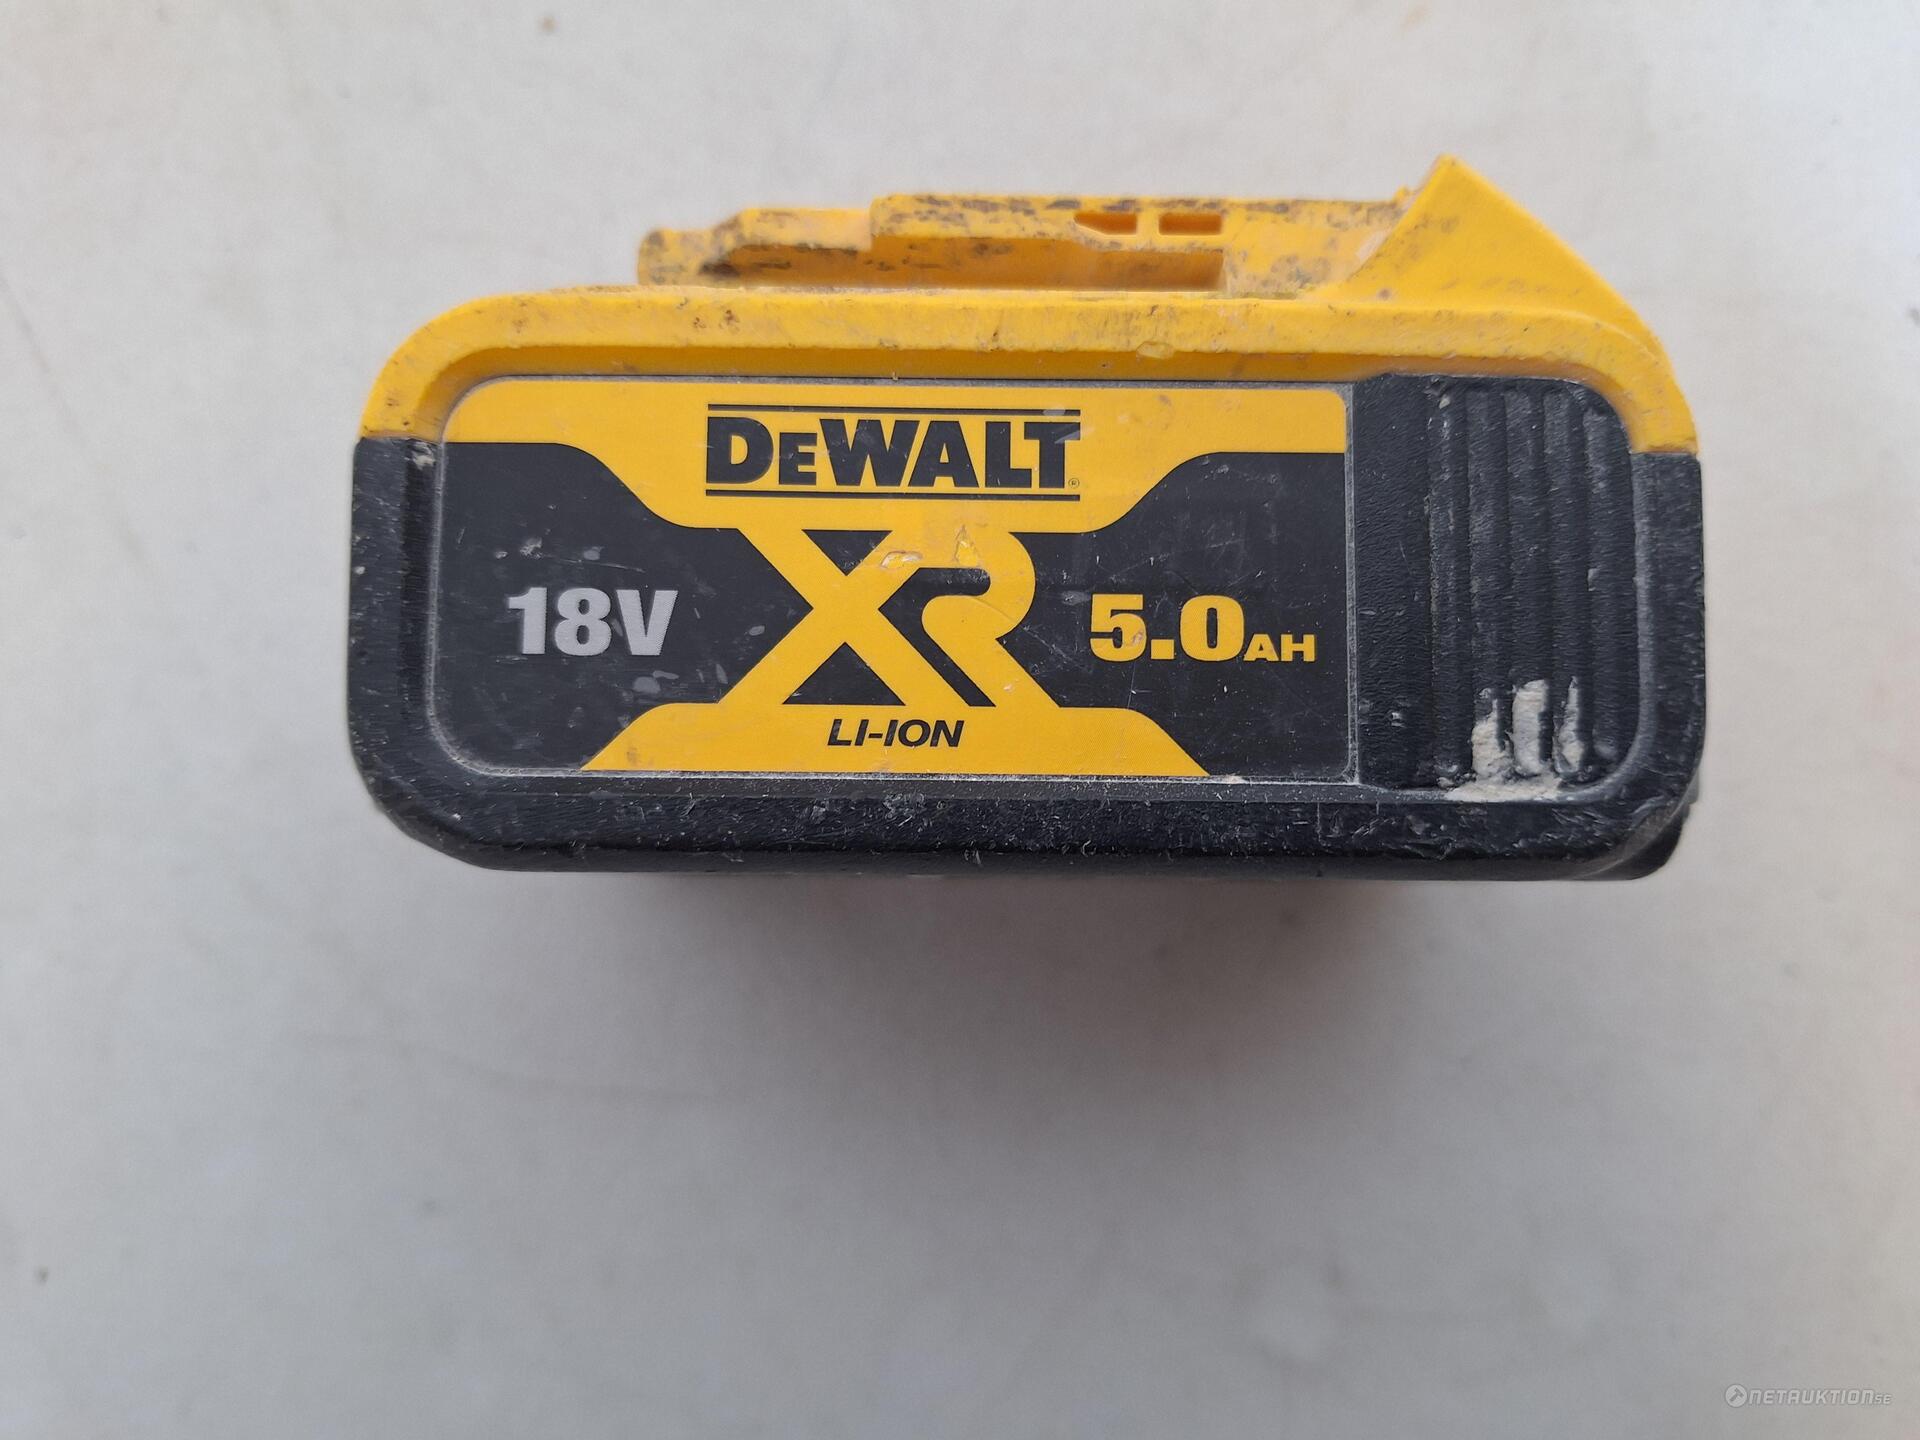 DEWALT®
18V XR 5.0AH
LI-ION
NETAUKTION.SE